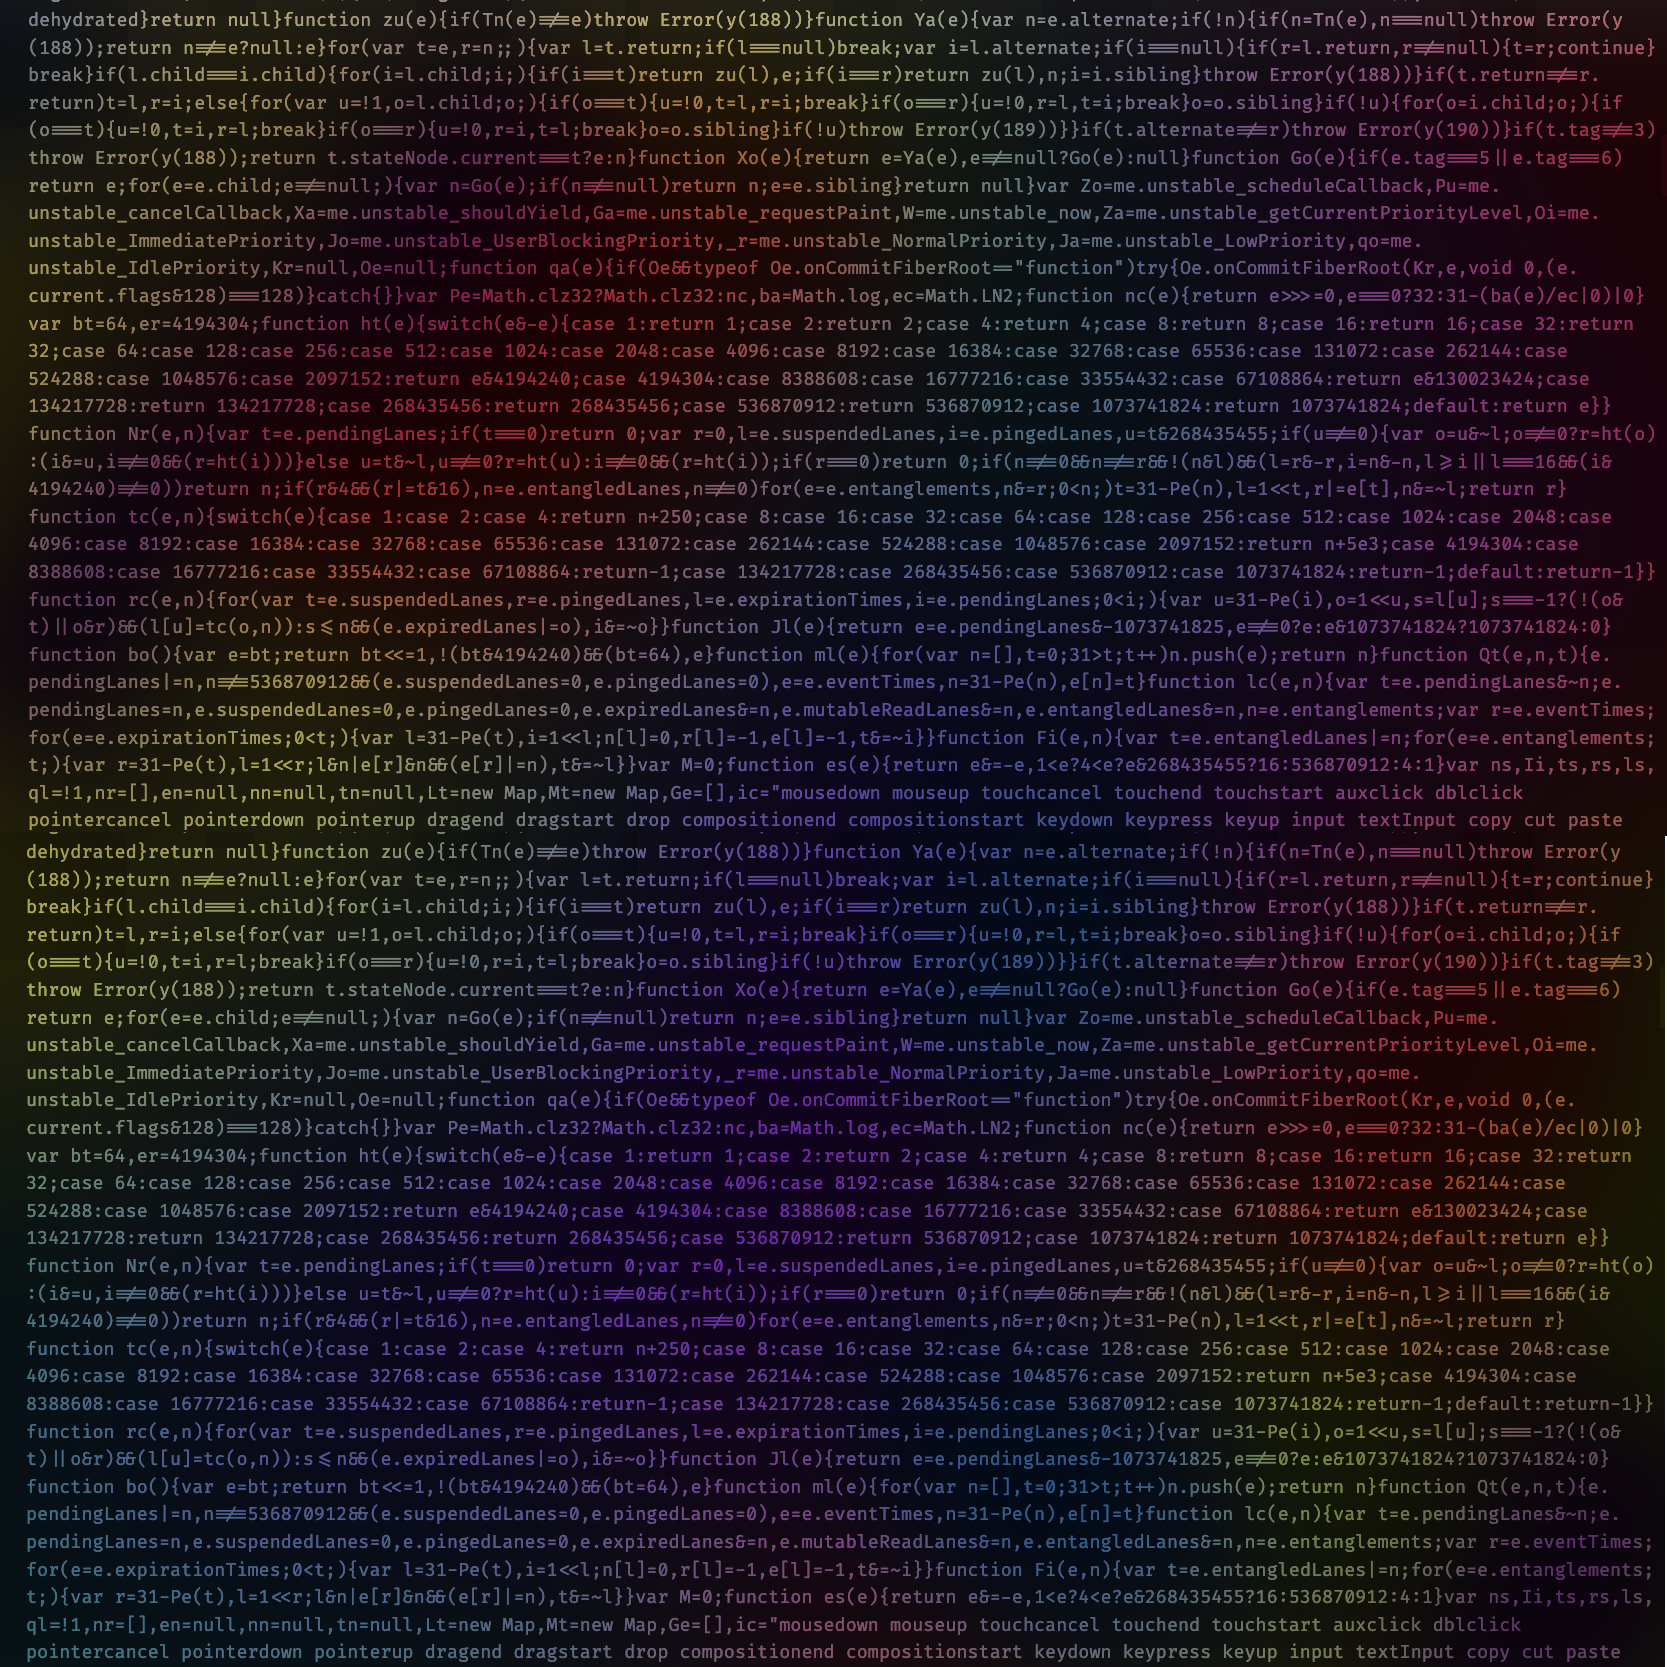 dehydrated}return null}function zu(e){if(Tn(e)!==e)throw Error(y(188))}function Ya(e){var n=e.alternate;if(!n){if(n=Tn(e),n===null)throw Error(y
(188));return n!==e?null:e}for(var t=e,r=n;;){var l=t.return;if(l===null)break;var i=l.alternate;if(i===null){if(r=l.return,r!==null){t=r;continue}
break}if(l.child===i.child){for(i=l.child;i;){if(i===t)return zu(l),e;if(i===r)return zu(l),n;i=i.sibling}throw Error(y(188))}if(t.return!==r.
return)t=l,r=i;else{for(var u=!1,o=l.child;o;){if(o===t){u=!0,t=l,r=i;break}if(o===r){u=!0,r=l,t=i;break}o=o.sibling}if(!u){for(o=i.child;o;){if
(o===t){u=!0,t=i,r=l;break}if(o===r){u=!0,r=i,t=l;break}o=o.sibling}if(!u)throw Error(y(189))}}if(t.alternate!==r)throw Error(y(190))}if(t.tag!==3)
throw Error(y(188));return t.stateNode.current===t?e:n}function Xo(e){return e=Ya(e),e!==null?Go(e):null}function Go(e){if(e.tag===5||e.tag===6)
return e;for(e=e.child;e!==null;){var n=Go(e);if(n!==null)return n;e=e.sibling}return null}var Zo=me.unstable_scheduleCallback,Pu=me.
unstable_cancelCallback,Xa=me.unstable_shouldYield,Ga=me.unstable_requestPaint,W=me.unstable_now,Za=me.unstable_getCurrentPriorityLevel,Oi=me.
unstable_ImmediatePriority,Jo=me.unstable_UserBlockingPriority,_r=me.unstable_NormalPriority,Ja=me.unstable_LowPriority,qo=me.
unstable_IdlePriority,Kr=null,Oe=null;function qa(e){if(Oe&&typeof Oe.onCommitFiberRoot=="function")try{Oe.onCommitFiberRoot(Kr,e,void 0,(e.
current.flags&128)===128)}catch{}}var Pe=Math.clz32?Math.clz32:nc,ba=Math.log,ec=Math.LN2;function nc(e){return e>>>=0,e===0?32:31-(ba(e)/ec|0)|0}
var bt=64,er=4194304;function ht(e){switch(e&-e){case 1:return 1;case 2:return 2;case 4:return 4;case 8:return 8;case 16:return 16;case 32:return
32;case 64:case 128:case 256:case 512:case 1024:case 2048:case 4096:case 8192:case 16384:case 32768:case 65536:case 131072:case 262144:case
524288:case 1048576:case 2097152:return e&4194240;case 4194304:case 8388608:case 16777216:case 33554432:case 67108864:return e&130023424;case
134217728:return 134217728;case 268435456:return 268435456;case 536870912:return 536870912;case 1073741824:return 1073741824;default:return e}}
function Nr(e,n){var t=e.pendingLanes;if(t===0)return 0;var r=0,l=e.suspendedLanes,i=e.pingedLanes,u=t&268435455;if(u!==0){var o=u&~l;o!==0?r=ht(o)
:(i&=u,i!==0&&(r=ht(i)))}else u=t&~l,u!==0?r=ht(u):i!==0&&(r=ht(i));if(r===0)return 0;if(n!==0&&n!==r&&!(n&l)&&(l=r&-r,i=n&-n,l>=i||l===16&&(i&
4194240)!==0))return n;if(r&4&&(r|=t&16),n=e.entangledLanes,n!==0)for(e=e.entanglements,n&=r;0<n;)t=31-Pe(n),l=1<<t,r|=e[t],n&=~l;return r}
function tc(e,n){switch(e){case 1:case 2:case 4:return n+250;case 8:case 16:case 32:case 64:case 128:case 256:case 512:case 1024:case 2048:case
4096:case 8192:case 16384:case 32768:case 65536:case 131072:case 262144:case 524288:case 1048576:case 2097152:return n+5e3;case 4194304:case
8388608:case 16777216:case 33554432:case 67108864:return-1;case 134217728:case 268435456:case 536870912:case 1073741824:return-1;default:return-1}}
function rc(e,n){for(var t=e.suspendedLanes,r=e.pingedLanes,l=e.expirationTimes,i=e.pendingLanes;0<i;){var u=31-Pe(i),o=1<<u,s=l[u];s===-1?(!(o&
t)||o&r)&&(l[u]=tc(o,n)):s<=n&&(e.expiredLanes|=o),i&=~o}}function Jl(e){return e=e.pendingLanes&-1073741825,e!==0?e:e&1073741824?1073741824:0}
function bo(){var e=bt;return bt<<=1,!(bt&4194240)&&(bt=64),e}function ml(e){for(var n=[],t=0;31>t;t++)n.push(e);return n}function Qt(e,n,t){e.
pendingLanes|=n,n!==536870912&&(e.suspendedLanes=0,e.pingedLanes=0),e=e.eventTimes,n=31-Pe(n),e[n]=t}function lc(e,n){var t=e.pendingLanes&~n;e.
pendingLanes=n,e.suspendedLanes=0,e.pingedLanes=0,e.expiredLanes&=n,e.mutableReadLanes&=n,e.entangledLanes&=n,n=e.entanglements;var r=e.eventTimes;
for(e=e.expirationTimes;0<t;){var l=31-Pe(t),i=1<<l;n[l]=0,r[l]=-1,e[l]=-1,t&=~i}}function Fi(e,n){var t=e.entangledLanes|=n;for(e=e.entanglements;
t;){var r=31-Pe(t),l=1<<r;l&n|e[r]&n&&(e[r]|=n),t&=~l}}var M=0;function es(e){return e&=-e,1<e?4<e?e&268435455?16:536870912:4:1}var ns,Ii,ts,rs,ls,
ql=!1,nr=[],en=null,nn=null,tn=null,Lt=new Map,Mt=new Map,Ge=[],ic="mousedown mouseup touchcancel touchend touchstart auxclick dblclick
pointercancel pointerdown pointerup dragend dragstart drop compositionend compositionstart keydown keypress keyup input textInput copy cut paste
dehydrated}return null}function zu(e){if(Tn(e)!==e)throw Error(y(188))}function Ya(e){var n=e.alternate;if(!n){if(n=Tn(e),n===null)throw Error(y
(188));return n!==e?null:e}for(var t=e,r=n;;){var l=t.return;if(l===null)break;var i=l.alternate;if(i===null){if(r=l.return,r!==null){t=r;continue}
break}if(l.child===i.child){for(i=l.child;i;){if(i===t)return zu(l),e;if(i===r)return zu(l),n;i=i.sibling}throw Error(y(188))}if(t.return!==r.
return)t=l,r=i;else{for(var u=!1,o=l.child;o;){if(o===t){u=!0,t=l,r=i;break}if(o===r){u=!0,r=l,t=i;break}o=o.sibling}if(!u){for(o=i.child;o;){if
(o===t){u=!0,t=i,r=l;break}if(o===r){u=!0,r=i,t=l;break}o=o.sibling}if(!u)throw Error(y(189))}}if(t.alternate!==r)throw Error(y(190))}if(t.tag!==3)
throw Error(y(188));return t.stateNode.current===t?e:n}function Xo(e){return e=Ya(e),e!==null?Go(e):null}function Go(e){if(e.tag===5||e.tag===6)
return e;for(e=e.child;e!==null;){var n=Go(e);if(n!==null)return n;e=e.sibling}return null}var Zo=me.unstable_scheduleCallback,Pu=me.
unstable_cancelCallback,Xa=me.unstable_shouldYield,Ga=me.unstable_requestPaint,W=me.unstable_now,Za=me.unstable_getCurrentPriorityLevel,Oi=me.
unstable_ImmediatePriority,Jo=me.unstable_UserBlockingPriority,_r=me.unstable_NormalPriority,Ja=me.unstable_LowPriority,qo=me.
unstable_IdlePriority,Kr=null,Oe=null;function qa(e){if(Oe&&typeof Oe.onCommitFiberRoot=="function")try{Oe.onCommitFiberRoot(Kr,e,void 0,(e.
current.flags&128)===128)}catch{}}var Pe=Math.clz32?Math.clz32:nc,ba=Math.log,ec=Math.LN2;function nc(e){return e>>>=0,e===0?32:31-(ba(e)/ec|0)|0}
var bt=64,er=4194304;function ht(e){switch(e&-e){case 1:return 1;case 2:return 2;case 4:return 4;case 8:return 8;case 16:return 16;case 32:return
32;case 64:case 128:case 256:case 512:case 1024:case 2048:case 4096:case 8192:case 16384:case 32768:case 65536:case 131072:case 262144:case
524288:case 1048576:case 2097152:return e&4194240;case 4194304:case 8388608:case 16777216:case 33554432:case 67108864:return e&130023424;case
134217728:return 134217728;case 268435456:return 268435456;case 536870912:return 536870912;case 1073741824:return 1073741824;default:return e}}
function Nr(e,n){var t=e.pendingLanes;if(t===0)return 0;var r=0,l=e.suspendedLanes,i=e.pingedLanes,u=t&268435455;if(u!==0){var o=u&~l;o!==0?r=ht(o)
:(i&=u,i!==0&&(r=ht(i)))}else u=t&~l,u!==0?r=ht(u):i!==0&&(r=ht(i));if(r===0)return 0;if(n!==0&&n!==r&&!(n&l)&&(l=r&-r,i=n&-n,l>=i||l===16&&(i&
4194240)!==0))return n;if(r&4&&(r|=t&16),n=e.entangledLanes,n!==0)for(e=e.entanglements,n&=r;0<n;)t=31-Pe(n),l=1<<t,r|=e[t],n&=~l;return r}
function tc(e,n){switch(e){case 1:case 2:case 4:return n+250;case 8:case 16:case 32:case 64:case 128:case 256:case 512:case 1024:case 2048:case
4096:case 8192:case 16384:case 32768:case 65536:case 131072:case 262144:case 524288:case 1048576:case 2097152:return n+5e3;case 4194304:case
8388608:case 16777216:case 33554432:case 67108864:return-1;case 134217728:case 268435456:case 536870912:case 1073741824:return-1;default:return-1}}
function rc(e,n){for(var t=e.suspendedLanes,r=e.pingedLanes,l=e.expirationTimes,i=e.pendingLanes;0<i;){var u=31-Pe(i),o=1<<u,s=l[u];s===-1?(!(o&
t)||o&r)&&(l[u]=tc(o,n)):s<=n&&(e.expiredLanes|=o),i&=~o}}function Jl(e){return e=e.pendingLanes&-1073741825,e!==0?e:e&1073741824?1073741824:0}
function bo(){var e=bt;return bt<<=1,!(bt&4194240)&&(bt=64),e}function ml(e){for(var n=[],t=0;31>t;t++)n.push(e);return n}function Qt(e,n,t){e.
pendingLanes|=n,n!==536870912&&(e.suspendedLanes=0,e.pingedLanes=0),e=e.eventTimes,n=31-Pe(n),e[n]=t}function lc(e,n){var t=e.pendingLanes&~n;e.
pendingLanes=n,e.suspendedLanes=0,e.pingedLanes=0,e.expiredLanes&=n,e.mutableReadLanes&=n,e.entangledLanes&=n,n=e.entanglements;var r=e.eventTimes;
for(e=e.expirationTimes;0<t;){var l=31-Pe(t),i=1<<l;n[l]=0,r[l]=-1,e[l]=-1,t&=~i}}function Fi(e,n){var t=e.entangledLanes|=n;for(e=e.entanglements;
t;){var r=31-Pe(t),l=1<<r;l&n|e[r]&n&&(e[r]|=n),t&=~l}}var M=0;function es(e){return e&=-e,1<e?4<e?e&268435455?16:536870912:4:1}var ns,Ii,ts,rs,ls,
ql=!1,nr=[],en=null,nn=null,tn=null,Lt=new Map,Mt=new Map,Ge=[],ic="mousedown mouseup touchcancel touchend touchstart auxclick dblclick
pointercancel pointerdown pointerup dragend dragstart drop compositionend compositionstart keydown keypress keyup input textInput copy cut paste